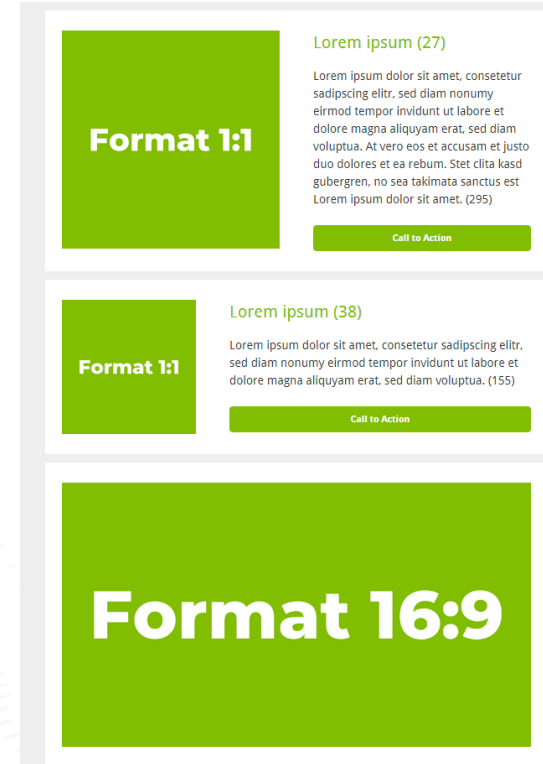 Format 1:1
Lorem ipsum (27)
Lorem ipsum dolor sit amet, consetetur
sadipscing elitr, sed diam nonumy
eirmod tempor invidunt ut labore et
dolore magna aliquyam erat, sed diam
voluptua. At vero eos et accusam et justo
duo dolores et ea rebum. Stet clita kasd
gubergren, no sea takimata sanctus est
Lorem ipsum dolor sit amet. (295)
Call to Action
Format 1:1
Lorem ipsum (38)
Lorem ipsum dolor sit amet, consetetur sadipscing elitr,
sed diam nonumy eirmod tempor invidunt ut labore et
dolore magna aliquyam erat, sed diam voluptua. (155)
Call to Action
Format 16:9